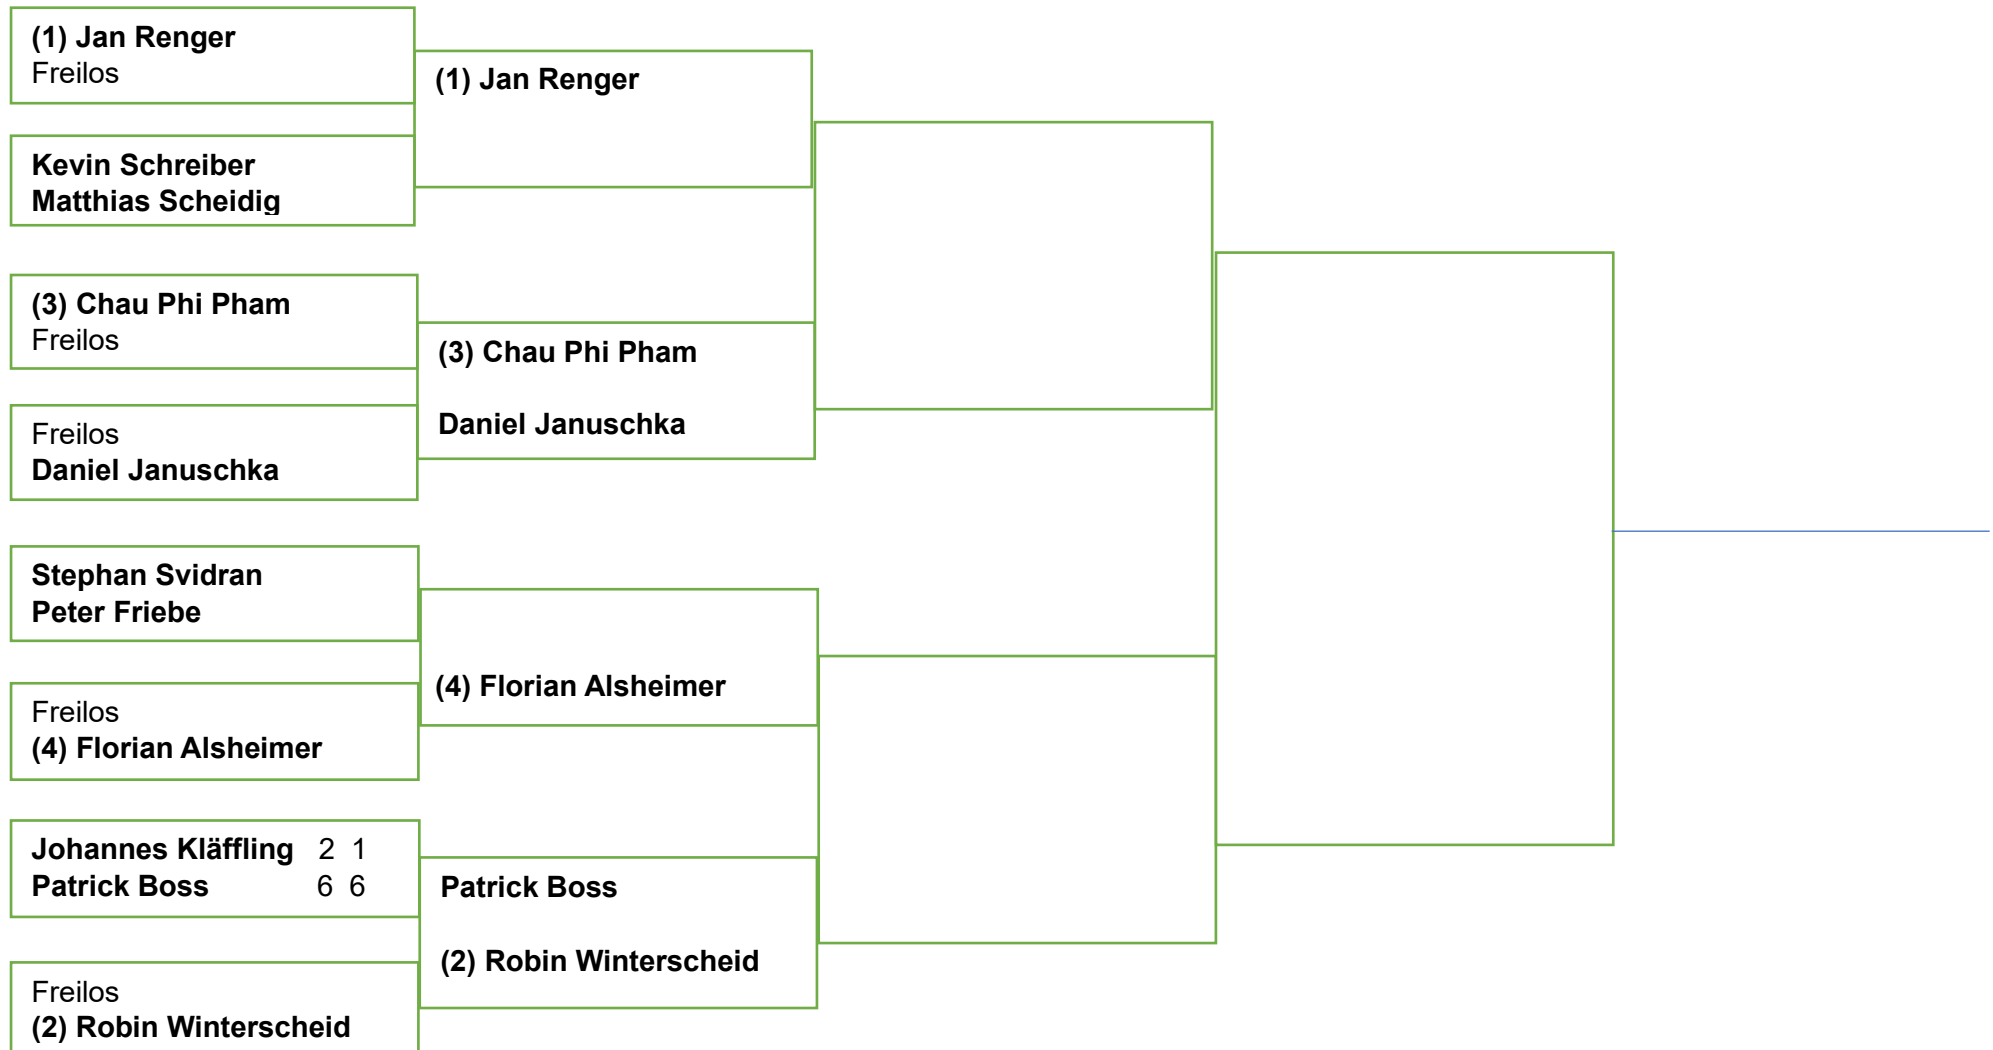 (1) Jan Renger
Freilos
Kevin Schreiber
Matthias Scheidig
(3) Chau Phi Pham
Freilos
Freilos
Daniel Januschka
Stephan Svidran
Peter Friebe
Freilos
(4) Florian Alsheimer
Johannes Kläffling 2 1
Patrick Boss 6 6
Freilos
(2) Robin Winterscheid
(1) Jan Renger
(3) Chau Phi Pham
Daniel Januschka
(4) Florian Alsheimer
Patrick Boss
(2) Robin Winterscheid